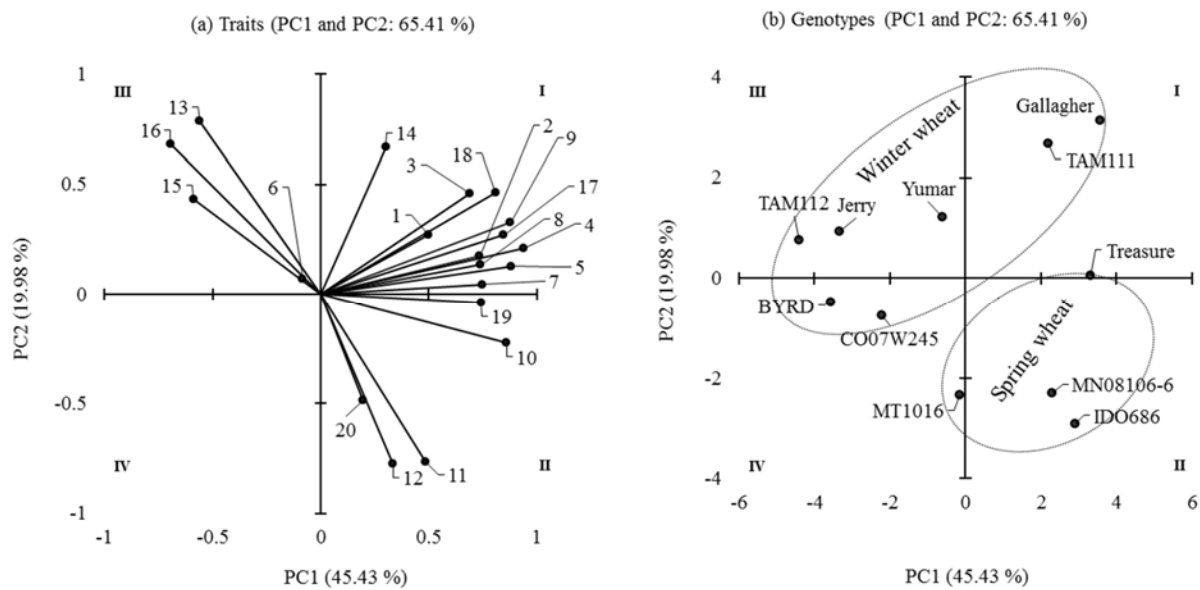 (a) Traits (PC1 and PC2: 65.41 %)
1
III
I
13
16
14
2
9
3
18
0.5
15
6
17
1
8
4
5
7
0
19
10
-0.5
20
12
11
IV
II
-1
-1
-0.5
0
0.5
1
PC2 (19.98 %)
PC1 (45.43 %)
(b) Genotypes (PC1 and PC2: 65.41 %)
4
III
I
Gallagher
Winter wheat
TAM111
2
Yumar
TAM112
Jerry
Treasure
0
BYRD
CO07W245
Spring wheat
-2
MN08106-6
MT1016
IDO686
IV
II
-4
-6
-4
-2
0
2
4
6
PC2 (19.98 %)
PC1 (45.43 %)